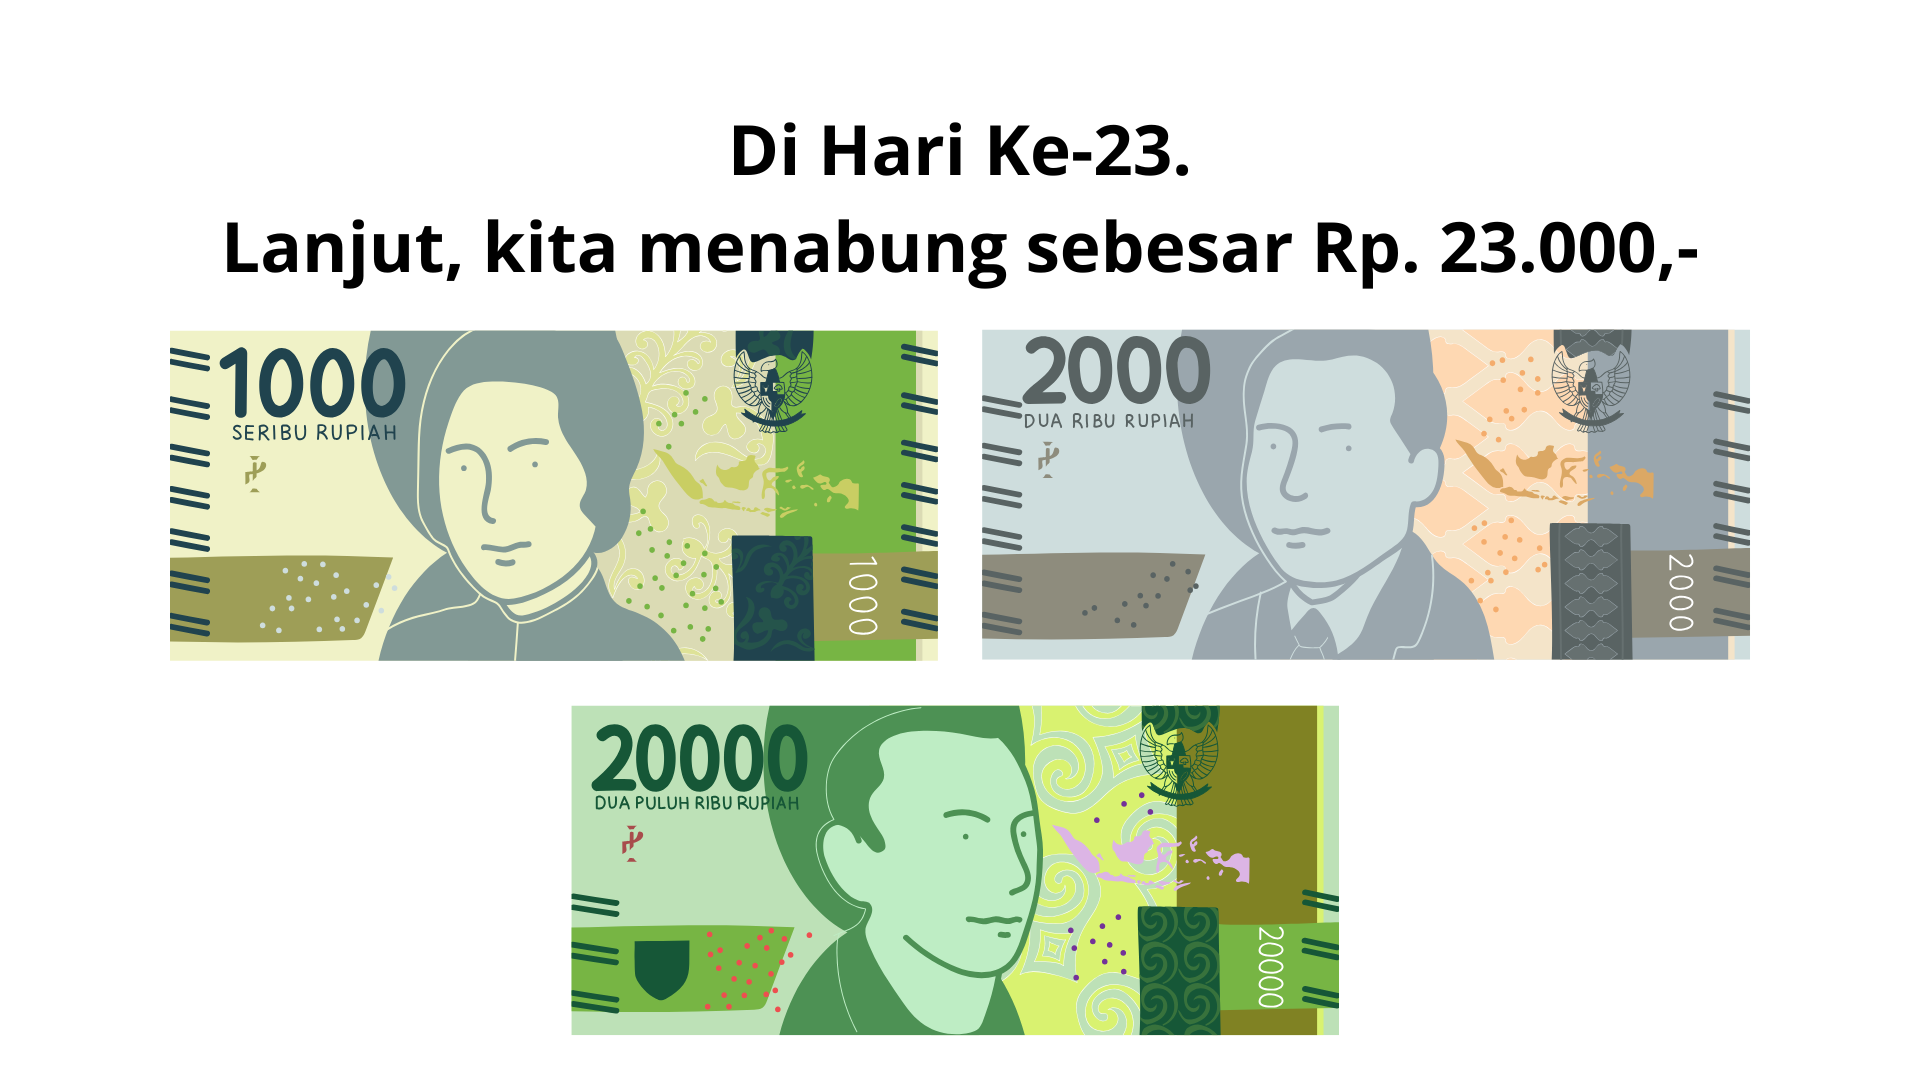 Di Hari Ke-23.
Lanjut, kita menabung sebesar Rp. 23.000,-
1000
SERIBU RUPIAH
1000
2000
DUA RIBU RUPIAH
2000
20000
DUA PULUH RIBU RUPIAH
20000